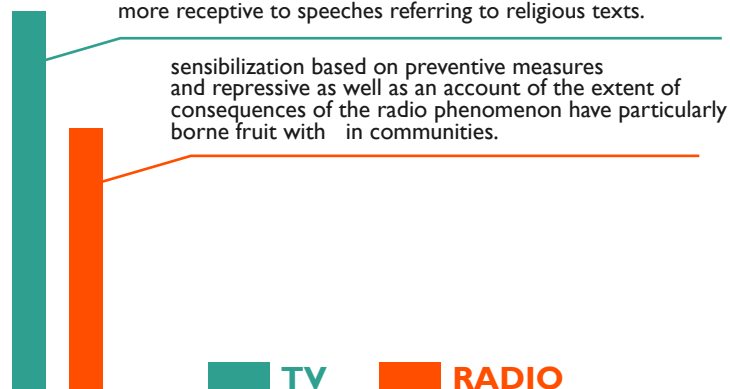 more receptive to speeches referring to religious texts.
sensibilization based on preventive measures
and repressive as well as an account of the extent of
consequences of the radio phenomenon have particularly
borne fruit with in communities.
TV RADIO